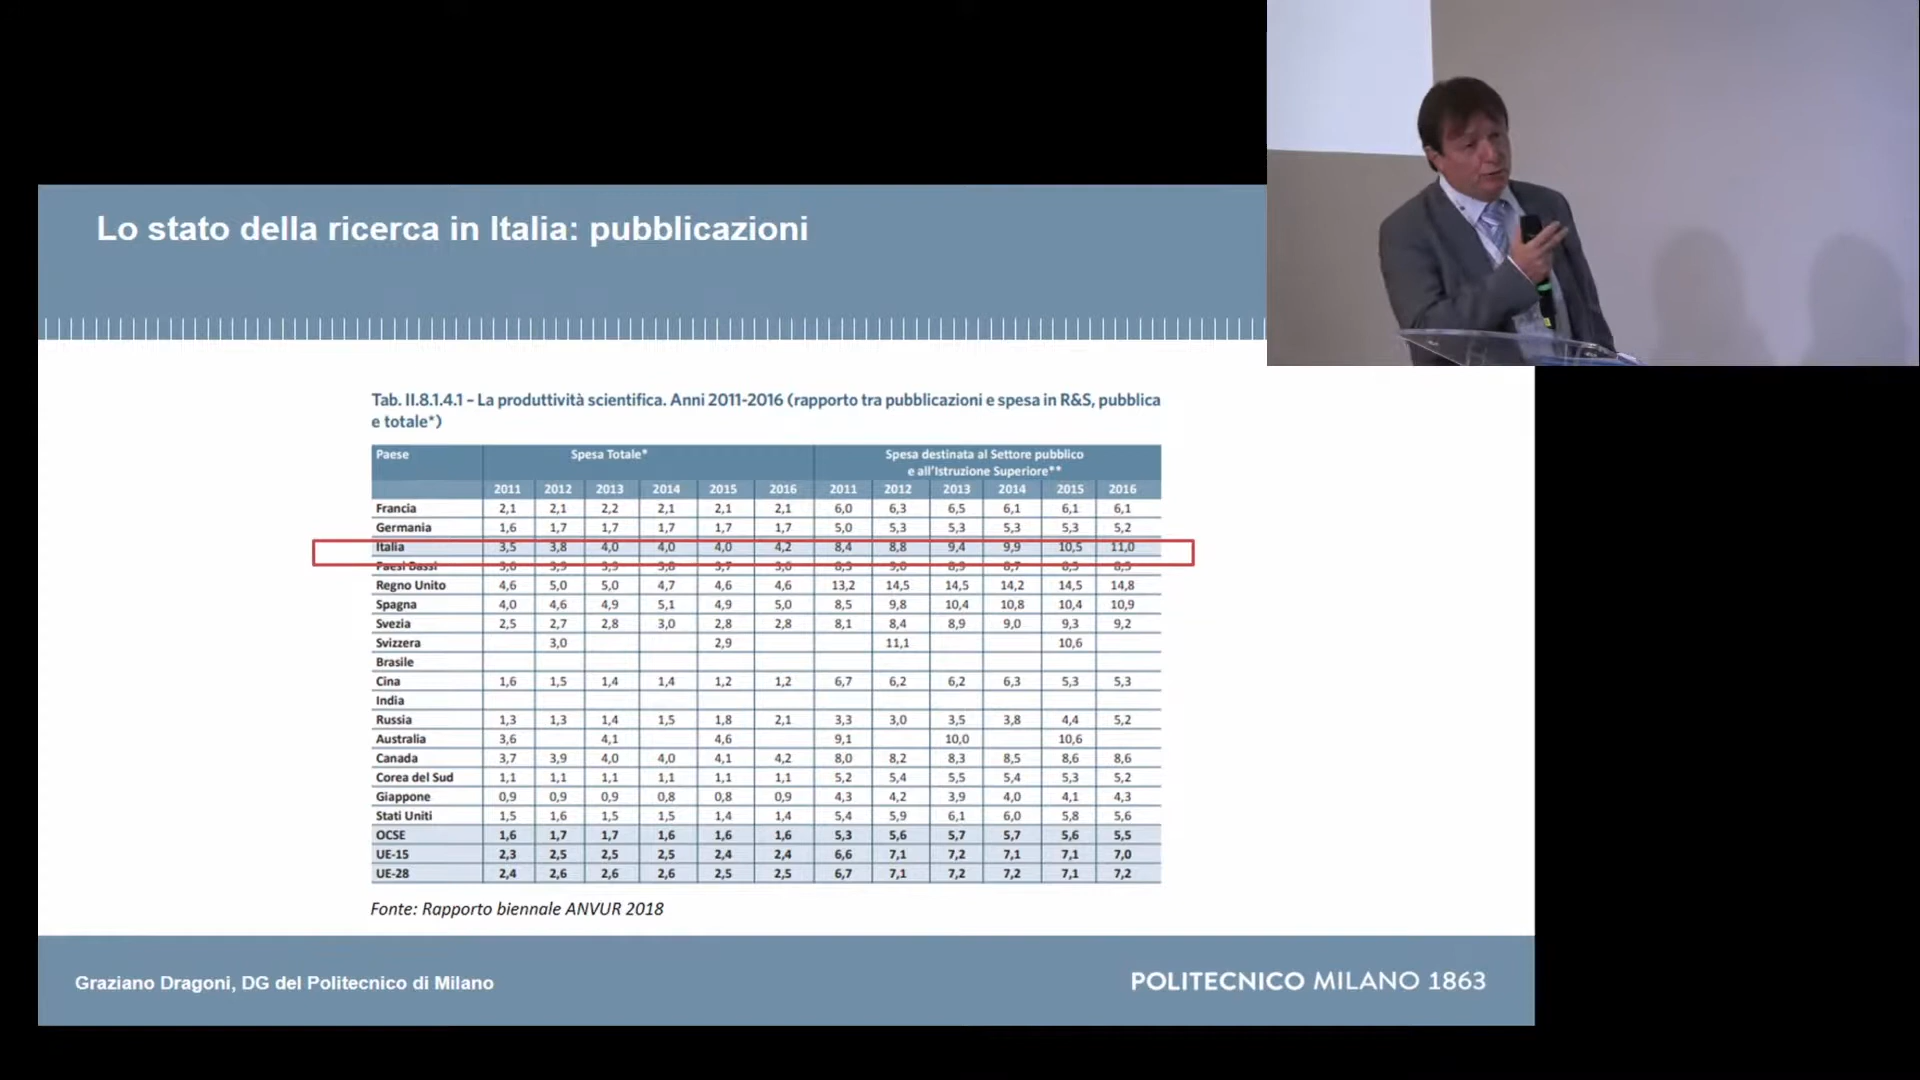 Lo stato della ricerca in Italia: pubblicazioni
Tab. II.8.1.4.1 – La produttività scientifica. Anni 2011-2016 (rapporto tra pubblicazioni e spesa in R&S, pubblica
e totale*)
Paese Spesa Totale* Spesa destinata al Settore pubblico
e all'Istruzione Superiore**
2011 2012 2013 2014 2015 2016 2011 2012 2013 2014 2015 2016
Francia 2,1 2,1 2,2 2,1 2,1 2,1 6,0 6,3 6,5 6,1 6,1 6,1
Germania 1,6 1,7 1,7 1,7 1,7 1,7 5,0 5,3 5,3 5,3 5,3 5,2
Italia 3,5 3,8 4,0 4,0 4,0 4,2 8,4 8,8 9,4 9,9 10,5 11,0
Paesi Bassi
Regno Unito 4,6 5,0 5,0 4,7 4,6 4,6 13,2 14,5 14,5 14,2 14,5 14,8
Spagna 4,0 4,6 4,9 5,1 4,9 5,0 8,5 9,8 10,4 10,8 10,4 10,9
Svezia 2,5 2,7 2,8 3,0 2,8 2,8 8,1 8,4 8,9 9,0 9,3 9,2
Svizzera 3,0 2,9 11,1 10,6
Brasile
Cina 1,6 1,5 1,4 1,4 1,2 1,2 6,7 6,2 6,2 6,3 5,3 5,3
India
Russia 1,3 1,3 1,4 1,5 1,8 2,1 3,3 3,0 3,5 3,8 4,4 5,2
Australia 3,6 4,1 4,6 9,1 10,0 10,6
Canada 3,7 3,9 4,0 4,0 4,1 4,2 8,0 8,2 8,3 8,5 8,6 8,6
Corea del Sud 1,1 1,1 1,1 1,1 1,1 1,1 5,2 5,4 5,5 5,4 5,3 5,2
Giappone 0,9 0,9 0,9 0,8 0,8 0,9 4,3 4,2 3,9 4,0 4,1 4,3
Stati Uniti 1,5 1,6 1,5 1,5 1,4 1,4 5,4 5,9 6,1 6,0 5,8 5,6
OCSE 1,6 1,7 1,7 1,6 1,6 1,6 5,3 5,6 5,7 5,7 5,6 5,5
UE-15 2,3 2,5 2,5 2,5 2,4 2,4 6,6 7,1 7,2 7,1 7,1 7,0
UE-28 2,4 2,6 2,6 2,6 2,5 2,5 6,7 7,1 7,2 7,2 7,1 7,2
Fonte: Rapporto biennale ANVUR 2018
Graziano Dragoni, DG del Politecnico di Milano
POLITECNICO MILANO 1863